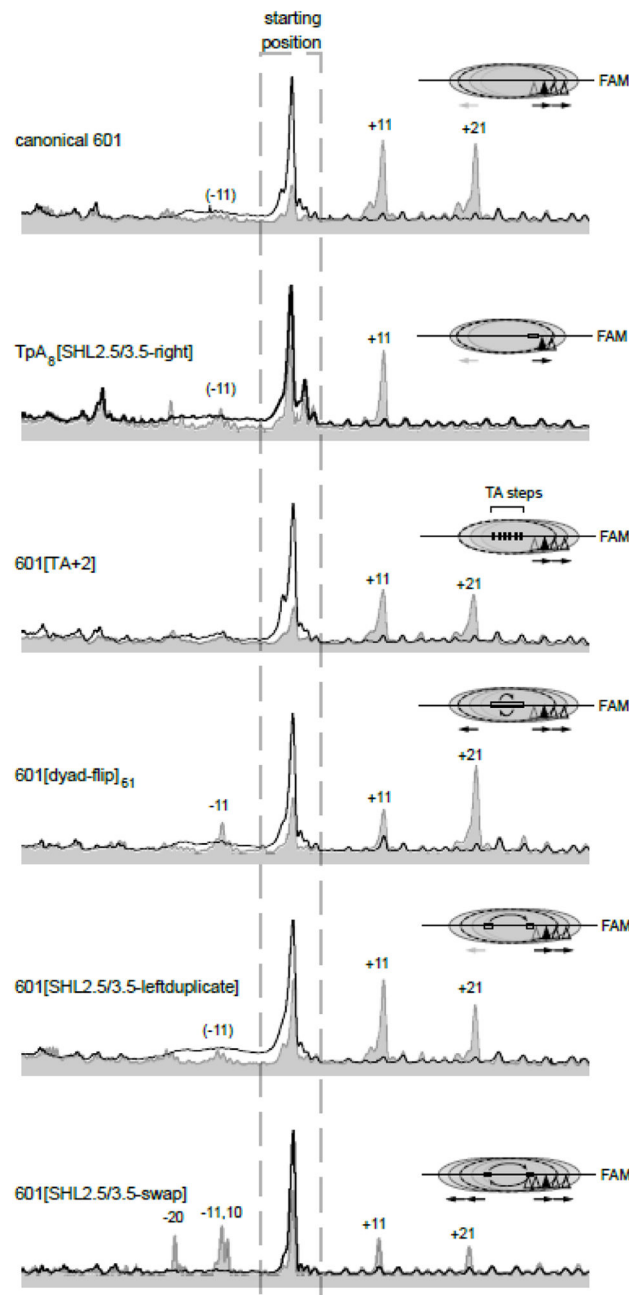 starting
position
FAM
canonical 601
(-11)
+11
+21
FAM
TpA8[SHL2.5/3.5-right]
(-11)
+11
TA steps
FAM
601[TA+2]
+11
+21
FAM
601[dyad-flip]61
-11
+11
+21
FAM
601[SHL2.5/3.5-leftduplicate]
(-11)
+11
+21
FAM
601[SHL2.5/3.5-swap]
-20
-11,10
+11
+21